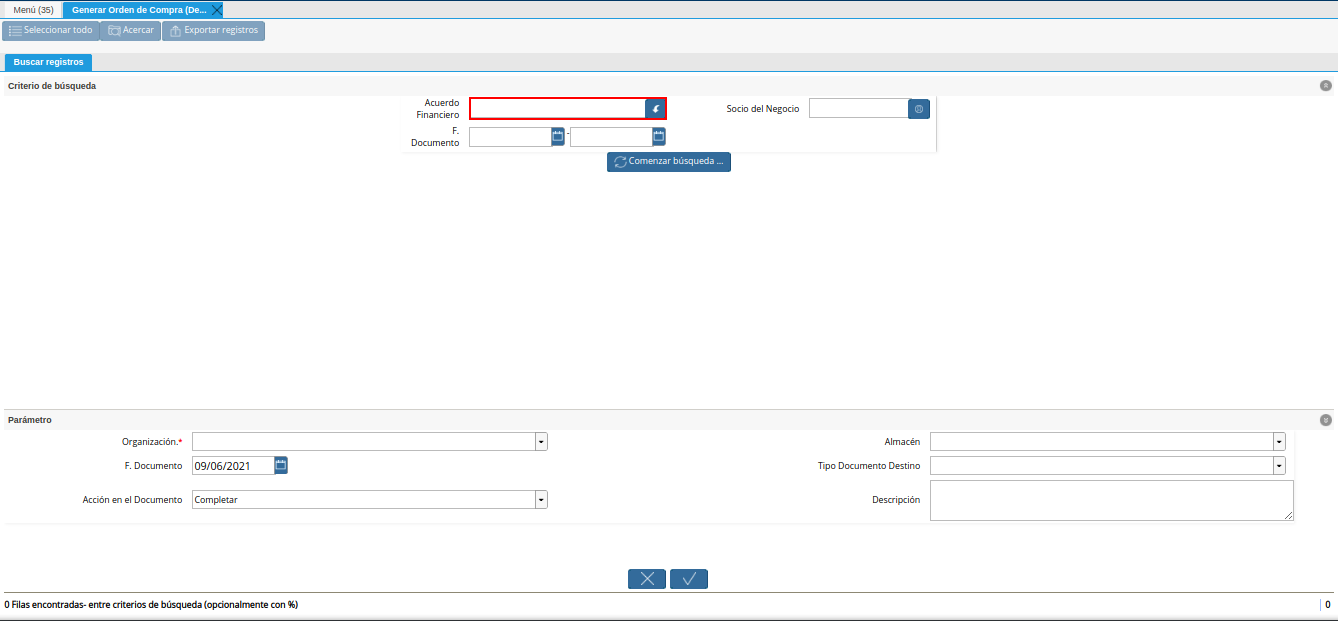 Menú (35)
Generar Orden de Compra (De...
Seleccionar todo
Acercar
Exportar registros
Buscar registros
Criterio de búsqueda
Acuerdo
Financiero
Socio del Negocio
F.
Documento
-
Comenzar búsqueda ...
Parámetro
Organización.*
Almacén
F. Documento
09/06/2021
Tipo Documento Destino
Acción en el Documento
Completar
Descripción
0 Filas encontradas- entre criterios de búsqueda (opcionalmente con %)
0